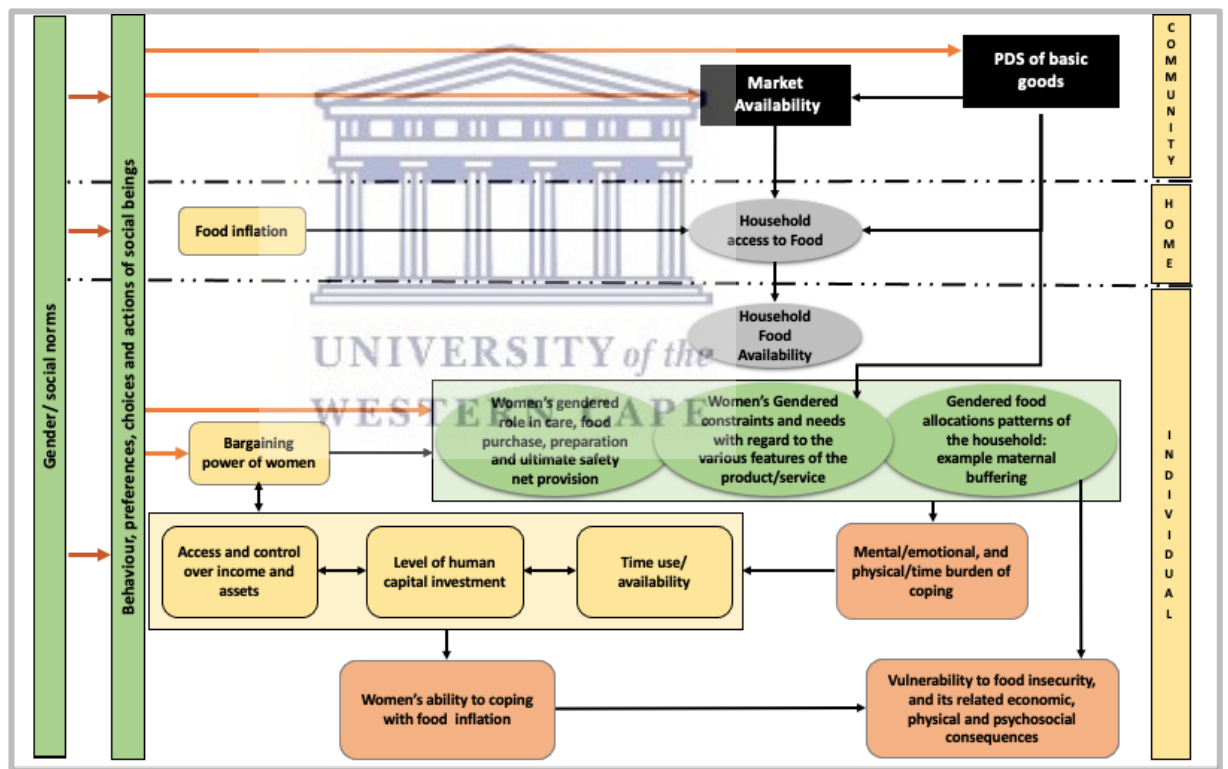 Gender/ social norms
Behaviour, preferences, choices and actions of social beings
COMMUNITY
PDS of basic
goods
Market
Availability
HOME
Food inflation
Household
access to Food
INDIVIDUAL
Household
Food
Availability
UNIVERSITY of the
WESTERN CAPE
Women's gendered
role in care, food
purchase, preparation
and ultimate safety
net provision
Women's Gendered
constraints and needs
with regard to the
various features of the
product/service
Gendered food
allocations patterns of
the household:
example maternal
buffering
Bargaining
power of women
Access and control
over income and
assets
Level of human
capital investment
Time use/
availability
Mental/emotional, and
physical/time burden of
coping
Women's ability to coping
with food inflation
Vulnerability to food insecurity,
and its related economic,
physical and psychosocial
consequences